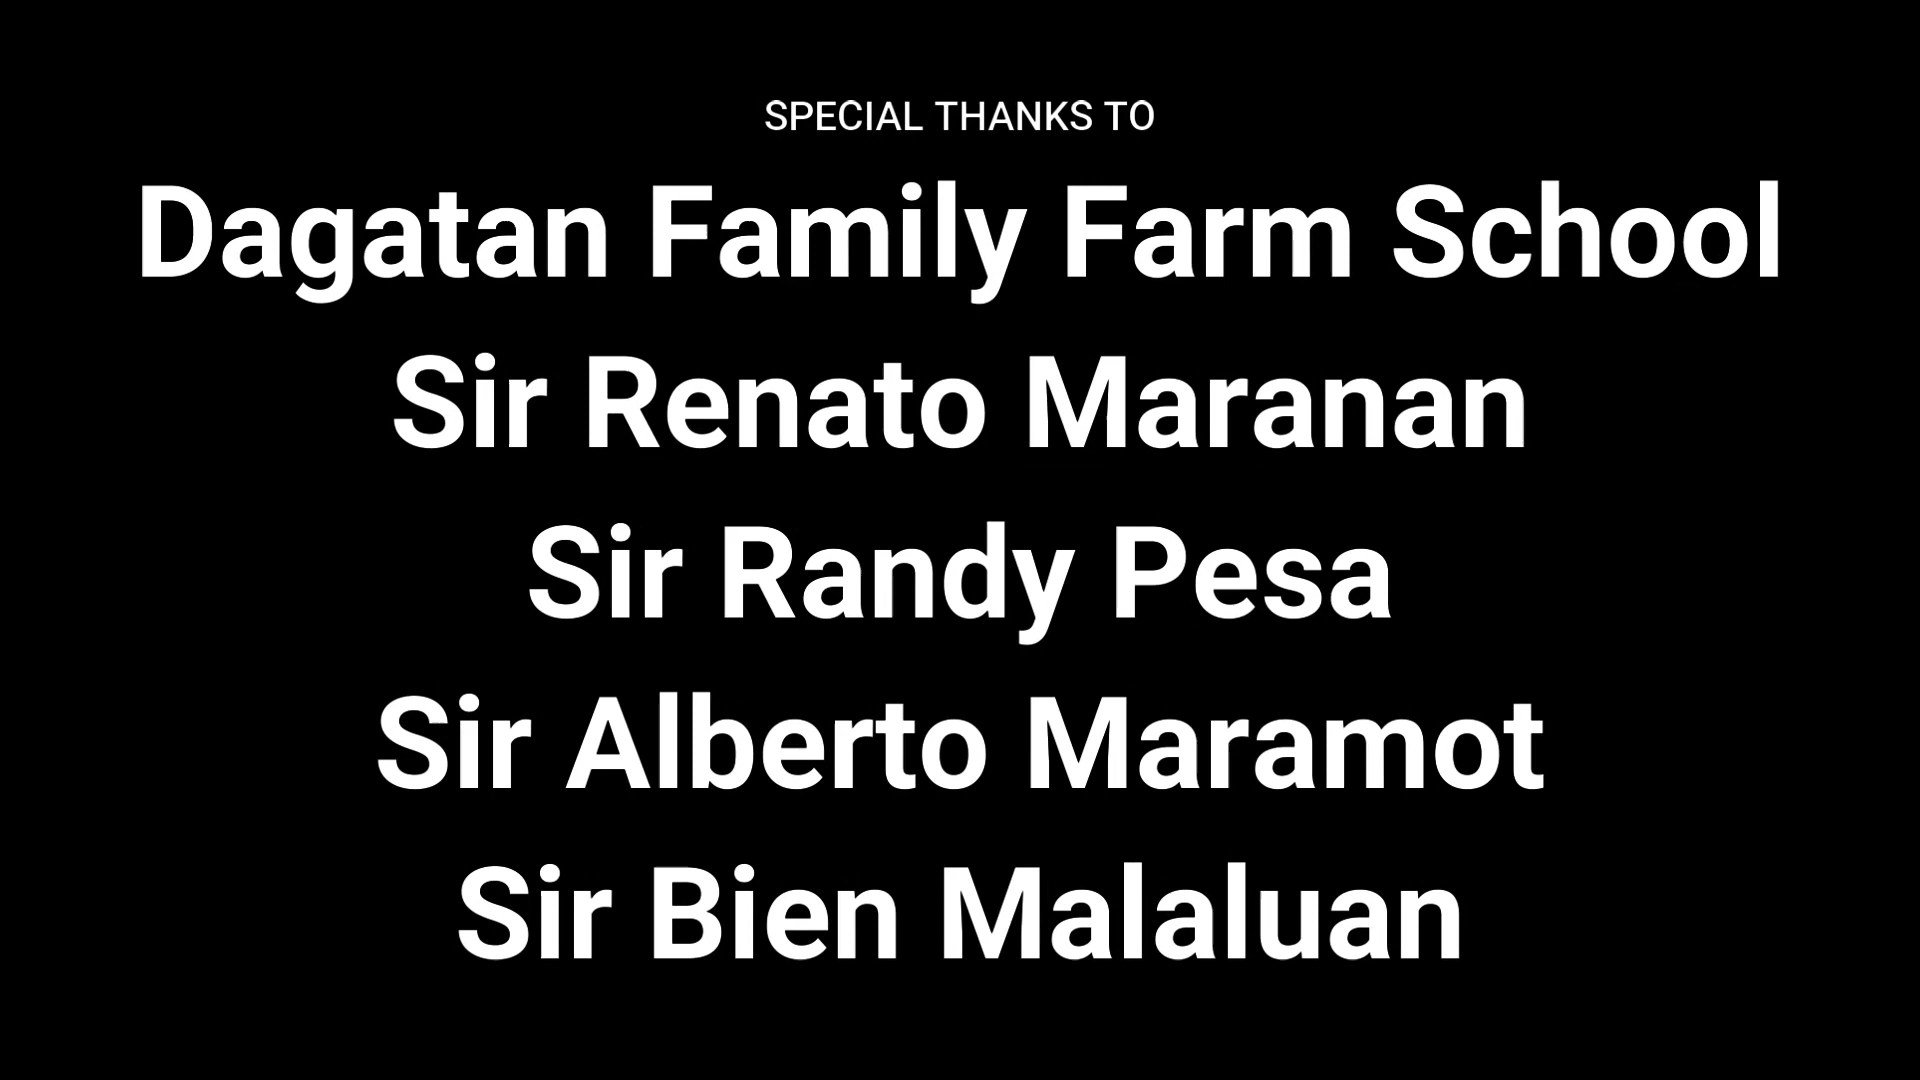 SPECIAL THANKS TO
Dagatan Family Farm School
Sir Renato Maranan
Sir Randy Pesa
Sir Alberto Maramot
Sir Bien Malaluan